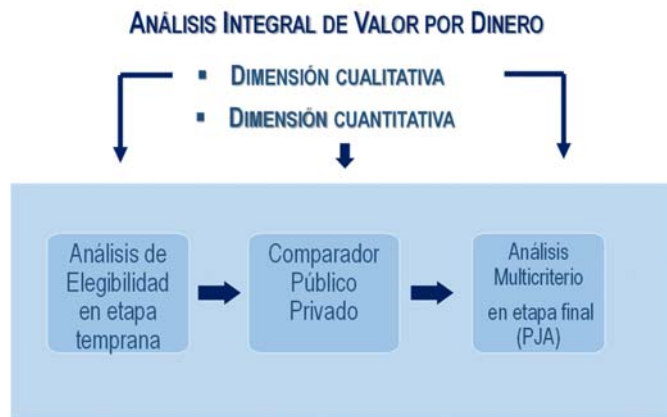 ANÁLISIS INTEGRAL DE VALOR POR DINERO
▪ DIMENSIÓN CUALITATIVA
▪ DIMENSIÓN CUANTITATIVA
Análisis de
Elegibilidad
en etapa
temprana
Comparador
Público
Privado
Análisis
Multicriterio
en etapa final
(PJA)